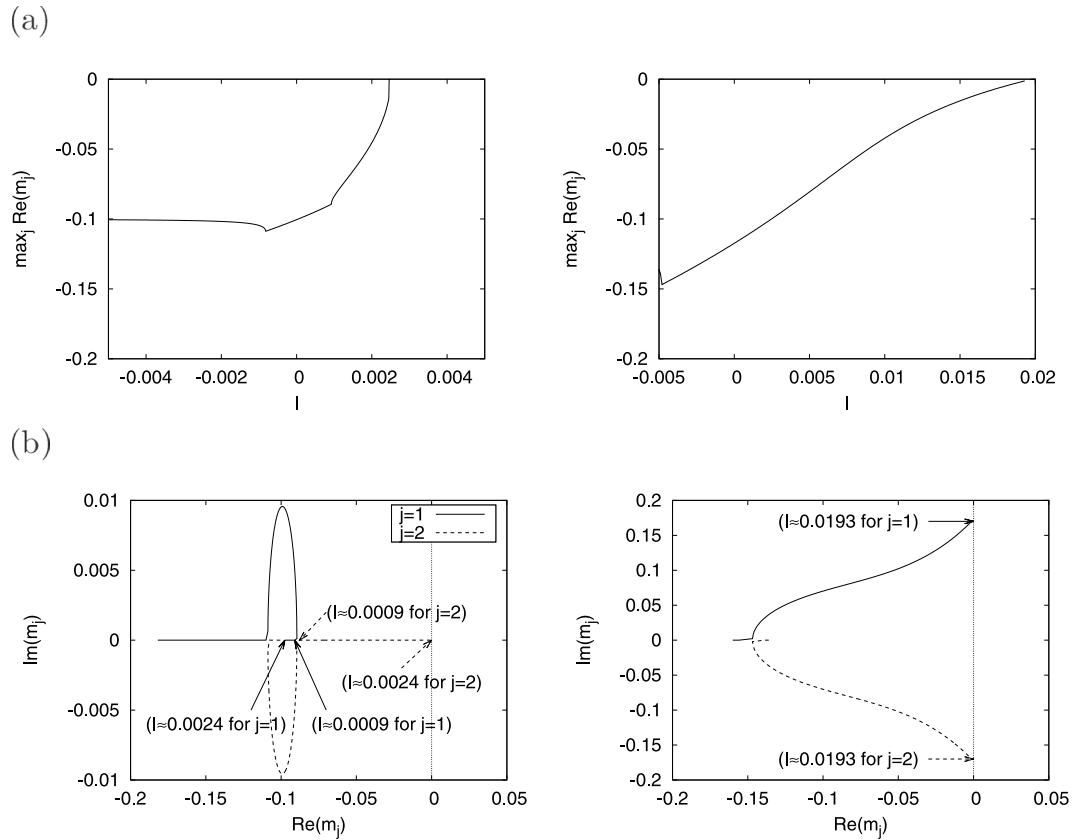 (a)
0
-0.05
-0.1
-0.15
-0.2
max_j Re(m_j)
-0.004 -0.002 0 0.002 0.004
I
0
-0.05
-0.1
-0.15
-0.2
max_j Re(m_j)
-0.005 0 0.005 0.01 0.015 0.02
I
(b)
0.01
0.005
0
-0.005
-0.01
Im(m_j)
j=1
j=2
(I≈0.0009 for j=2)
(I≈0.0024 for j=2)
(I≈0.0024 for j=1) (I≈0.0009 for j=1)
-0.2 -0.15 -0.1 -0.05 0 0.05
Re(m_j)
0.2
0.15
0.1
0.05
0
-0.05
-0.1
-0.15
-0.2
Im(m_j)
(I≈0.0193 for j=1)
(I≈0.0193 for j=2)
-0.2 -0.15 -0.1 -0.05 0 0.05
Re(m_j)